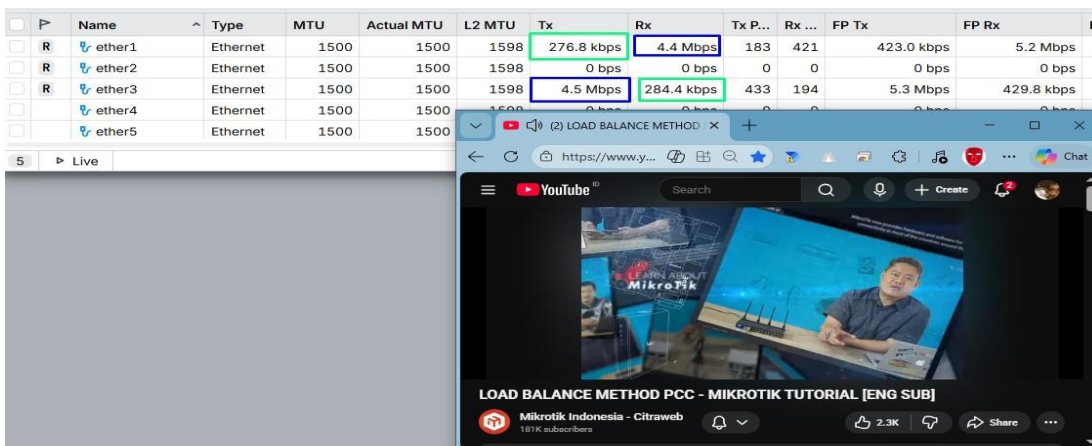 Name Type MTU Actual MTU L2 MTU Tx Rx Tx P... Rx ... FP Tx FP Rx
R ether1 Ethernet 1500 1500 1598 276.8 kbps 4.4 Mbps 183 421 423.0 kbps 5.2 Mbps
R ether2 Ethernet 1500 1500 1598 0 bps 0 bps 0 0 0 bps 0 bps
R ether3 Ethernet 1500 1500 1598 4.5 Mbps 284.4 kbps 433 194 5.3 Mbps 429.8 kbps
ether4 Ethernet 1500 1500
ether5 Ethernet 1500 1500
5 Live
(2) LOAD BALANCE METHOD
https://www.y... Chat
YouTube ID Search Create 2
LEARN ABOUT
MikroTik
LOAD BALANCE METHOD PCC - MIKROTIK TUTORIAL [ENG SUB]
Mikrotik Indonesia - Citraweb
181K subscribers
2.3K Share